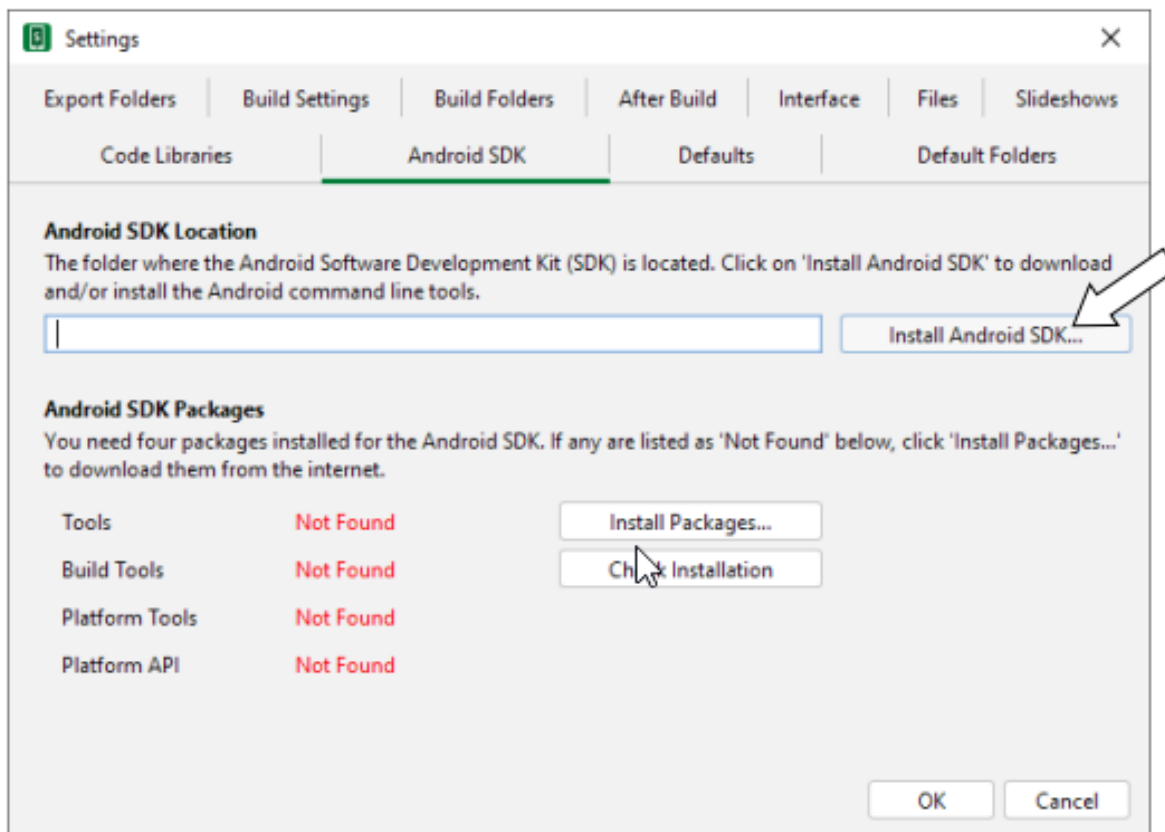 Settings
Export Folders Build Settings Build Folders After Build Interface Files Slideshows
Code Libraries Android SDK Defaults Default Folders
Android SDK Location
The folder where the Android Software Development Kit (SDK) is located. Click on 'Install Android SDK' to download
and/or install the Android command line tools.
Install Android SDK...
Android SDK Packages
You need four packages installed for the Android SDK. If any are listed as 'Not Found' below, click 'Install Packages...'
to download them from the internet.
Tools Not Found Install Packages...
Build Tools Not Found Check Installation
Platform Tools Not Found
Platform API Not Found
OK Cancel